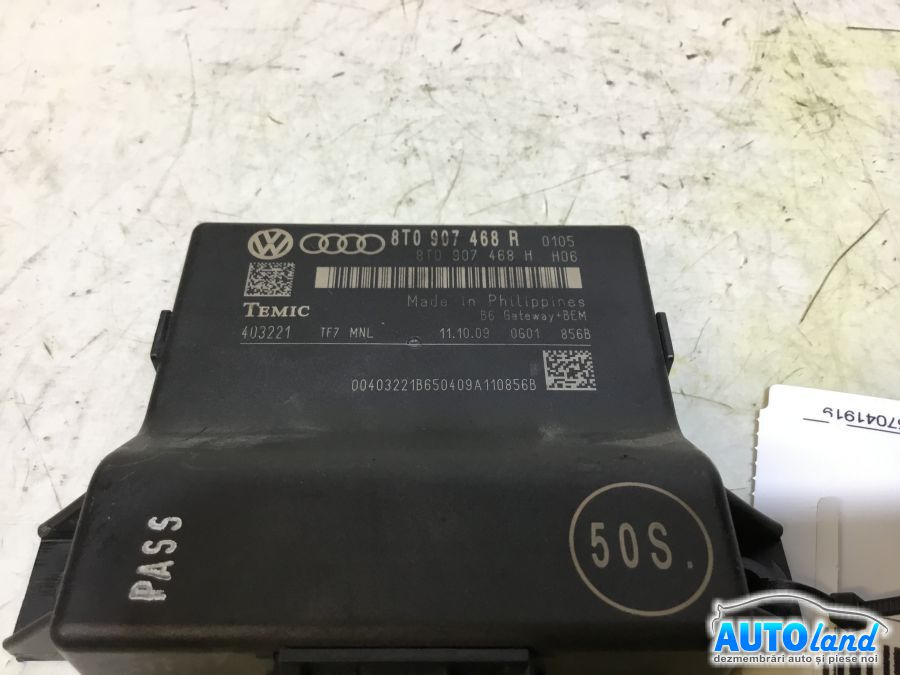 8T0 907 468 R 0105
8T0 907 468 H H06
TEMIC
Made in Philippines
B6 Gateway+BEM
403221 TF7 MNL 11.10.09 0601 856B
00403221B650409A110856B
PASS
50S.
67041919
AUTOland
dezmembrări auto și piese noi